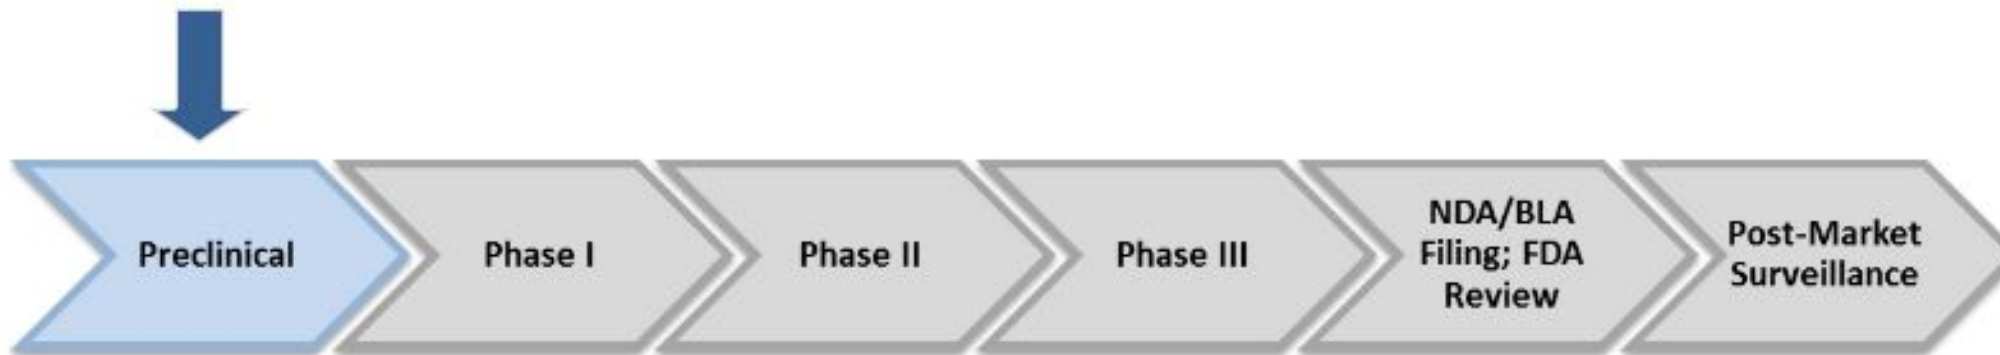 Preclinical
Phase I
Phase II
Phase III
NDA/BLA
Filing; FDA
Review
Post-Market
Surveillance